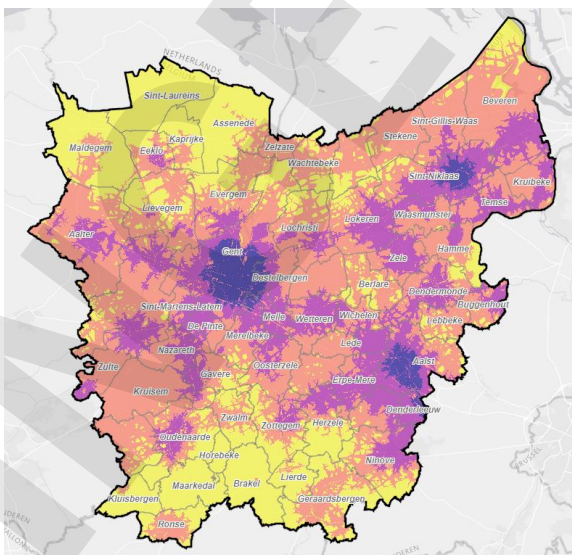 NETHERLANDS
Sint-Laureins
Beveren
Assenede
Sint-Gillis-Waas
Maldegem
Kaprijke
Stekene
Eeklo
Zelzate
Wachtebeke
Sint-Niklaas
Kruibeke
Evergem
Temse
Lievegem
Lokeren
Waasmunster
Lochristi
Aalter
Hamme
Gent
Zele
Destelbergen
Berlare
Dendermonde
Buggenhout
Sint-Martens-Latem
Melle
Wetteren
Wichelen
Lebbeke
De Pinte
Merelbeke
Lede
Nazareth
Aalst
Zulte
Gavere
Oosterzele
Erpe-Mere
Kruisem
Denderleeuw
Zwalm
Herzele
Oudenaarde
Zottegem
Horebeke
Ninove
Kluisbergen
Maarkedal
Brakel
Lierde
Geraardsbergen
Ronse